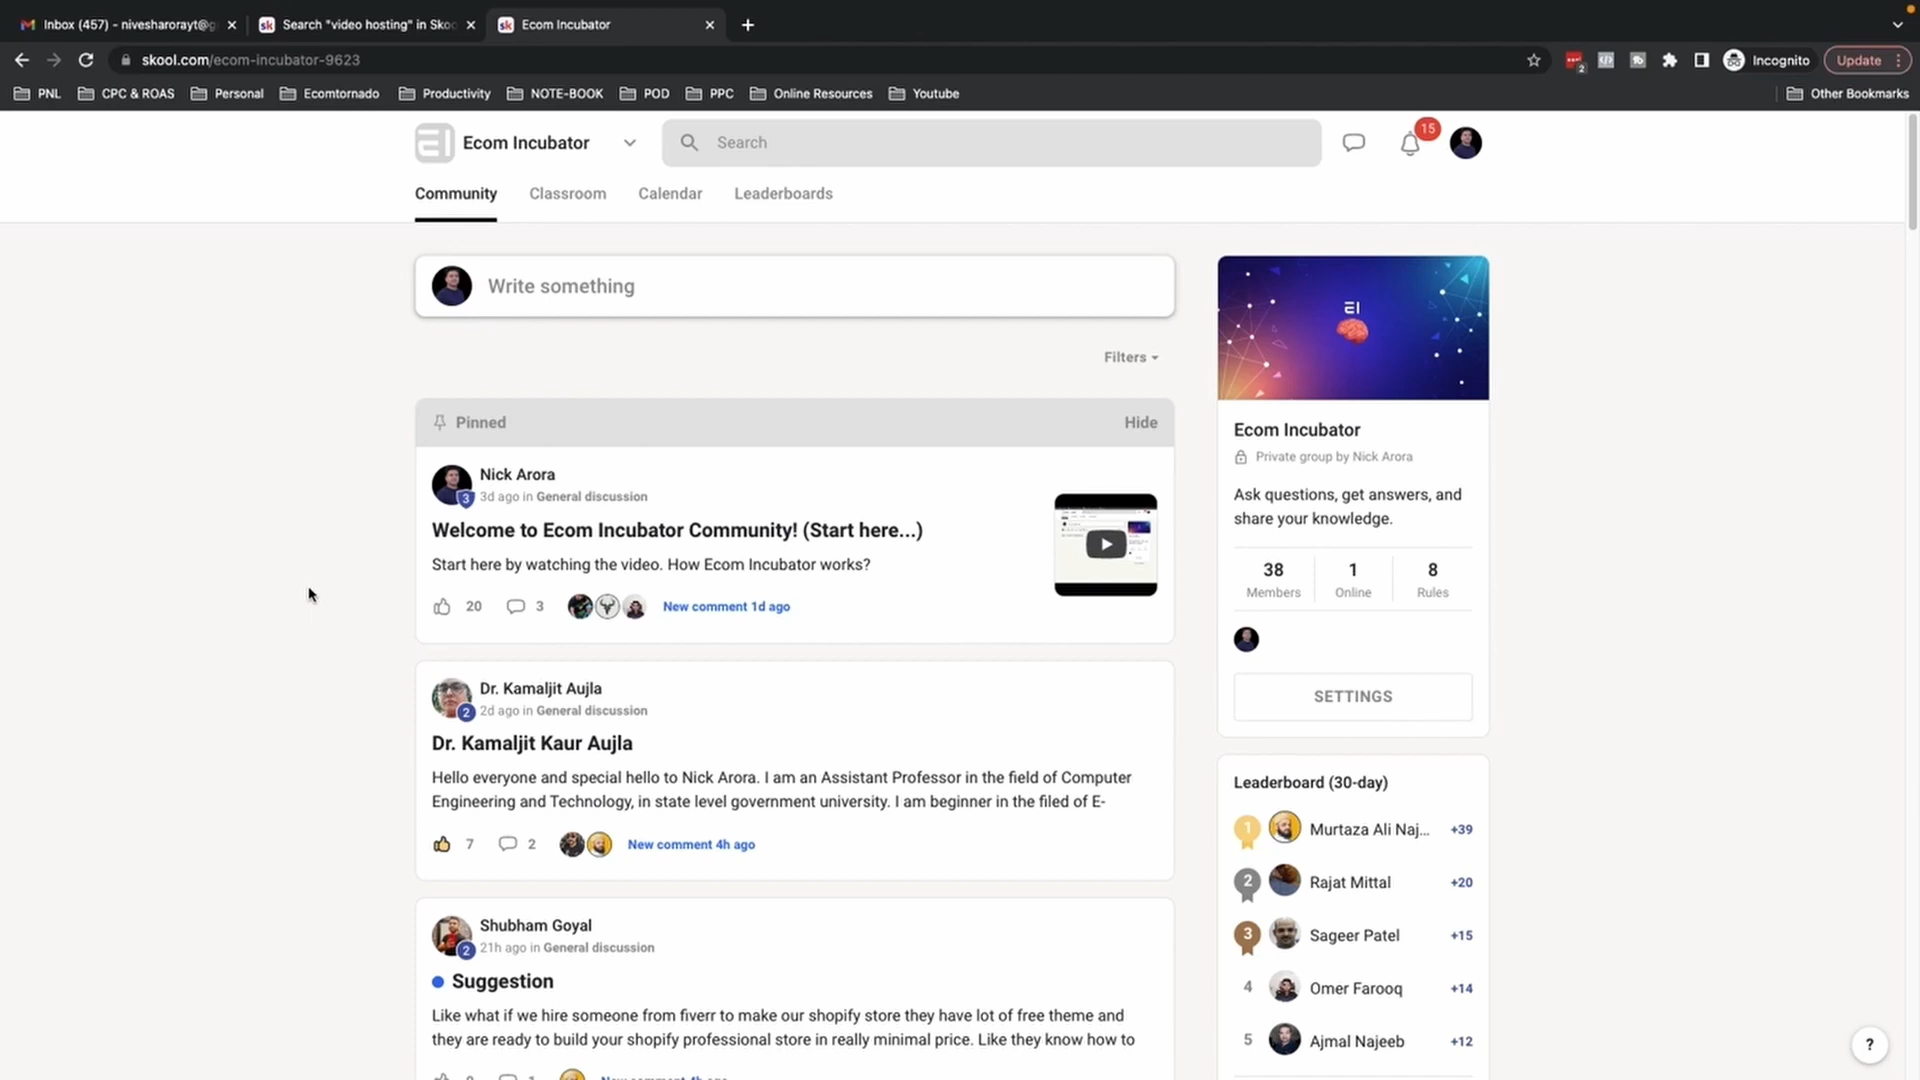 Inbox (457) - nivesharorayt@g
Search "video hosting" in Skoo
Ecom Incubator
skool.com/ecom-incubator-9623
2
Incognito
Update
PNL
CPC & ROAS
Personal
Ecomtornado
Productivity
NOTE-BOOK
POD
PPC
Online Resources
Youtube
Other Bookmarks
EI
Ecom Incubator
Search
15
Community
Classroom
Calendar
Leaderboards
Write something
Filters
Pinned
Hide
Nick Arora
3
3d ago in General discussion
Welcome to Ecom Incubator Community! (Start here...)
Start here by watching the video. How Ecom Incubator works?
20
3
New comment 1d ago
Dr. Kamaljit Aujla
2
2d ago in General discussion
Dr. Kamaljit Kaur Aujla
Hello everyone and special hello to Nick Arora. I am an Assistant Professor in the field of Computer
Engineering and Technology, in state level government university. I am beginner in the filed of E-
7
2
New comment 4h ago
Shubham Goyal
2
21h ago in General discussion
Suggestion
Like what if we hire someone from fiverr to make our shopify store they have lot of free theme and
they are ready to build your shopify professional store in really minimal price. Like they know how to
New comment 4h ago
EI
Ecom Incubator
Private group by Nick Arora
Ask questions, get answers, and
share your knowledge.
38
Members
1
Online
8
Rules
SETTINGS
Leaderboard (30-day)
1 Murtaza Ali Naj... +39
2 Rajat Mittal +20
3 Sageer Patel +15
4 Omer Farooq +14
5 Ajmal Najeeb +12
?